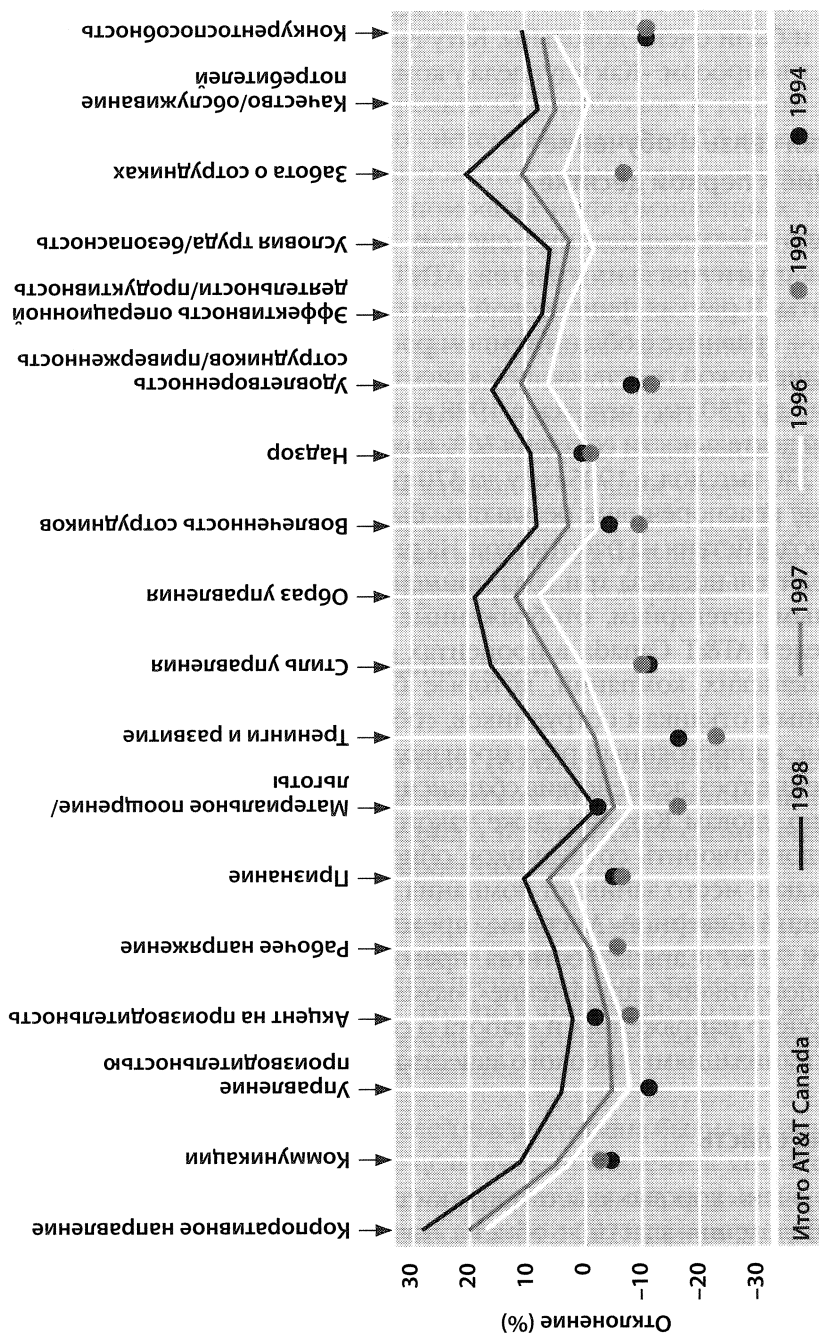 Корпоративное направление
Коммуникации
Управление
производительностью
Акцент на производительность
Рабочее напряжение
Признание
Материальное поощрение/
льготы
Тренинги и развитие
Стиль управления
Образ управления
Вовлеченность сотрудников
Надзор
Удовлетворенность
сотрудников/приверженность
Эффективность операционной
деятельности/продуктивность
Условия труда/безопасность
Забота о сотрудниках
Качество/обслуживание
потребителей
Конкурентоспособность
Отклонение (%)
30
20
10
0
–10
–20
–30
Итого AT&T Canada
1998
1997
1996
1995
1994